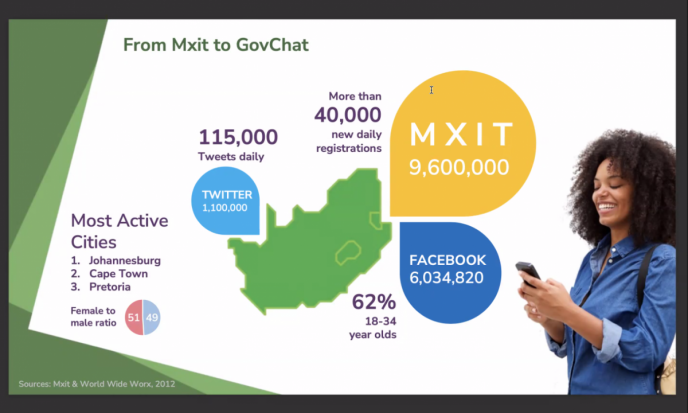 From Mxit to GovChat
More than
40,000
new daily
registrations
MXIT
9,600,000
115,000
Tweets daily
TWITTER
1,100,000
Most Active
Cities
1. Johannesburg
2. Cape Town
3. Pretoria
Female to
male ratio
51 49
FACEBOOK
6,034,820
62%
18-34
year olds
Sources: Mxit & World Wide Worx, 2012